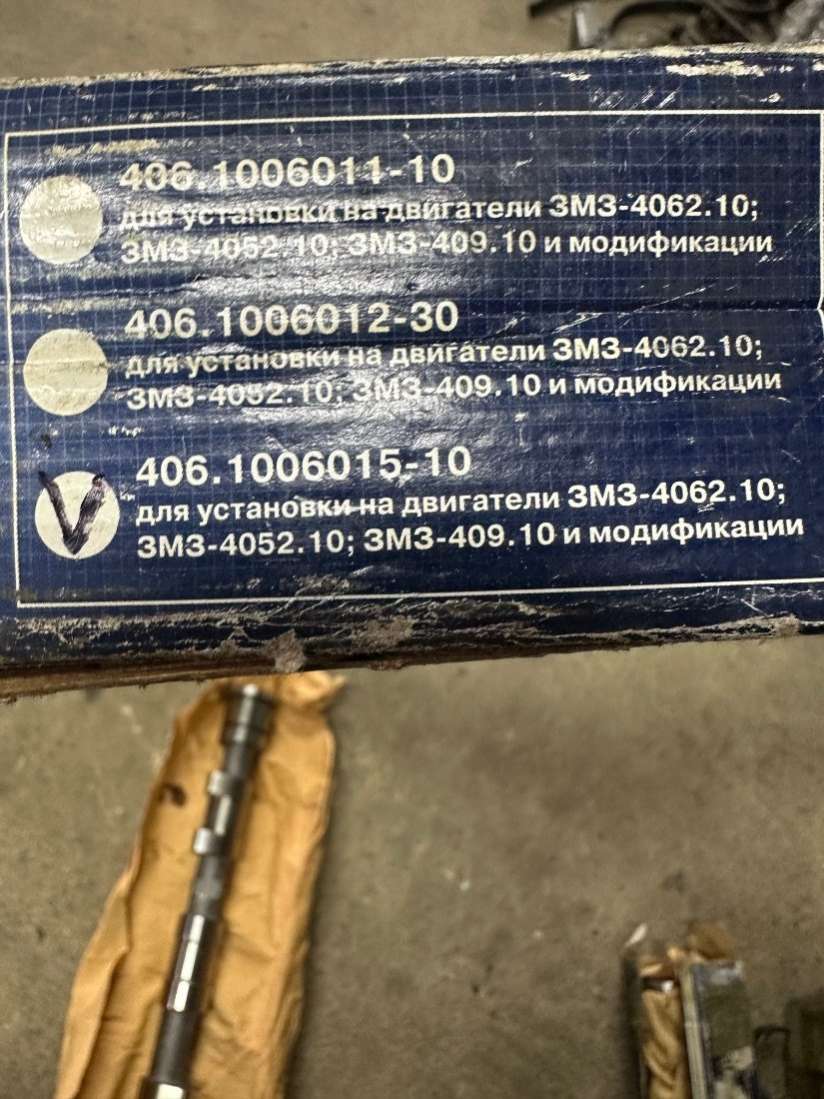 406.1006011-10
для установки на двигатели ЗМЗ-4062.10;
ЗМЗ-4052.10; ЗМЗ-409.10 и модификации
406.1006012-30
для установки на двигатели ЗМЗ-4062.10;
ЗМЗ-4052.10; ЗМЗ-409.10 и модификации
406.1006015-10
для установки на двигатели ЗМЗ-4062.10;
ЗМЗ-4052.10; ЗМЗ-409.10 и модификации